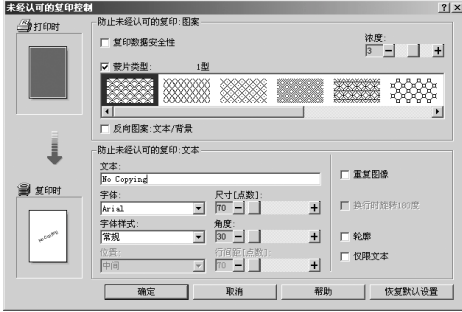 未经认可的复印控制
打印时
防止未经认可的复印:图案
复印数据安全性
浓度:
3
蒙片类型:
1型
反向图案:文本/背景
防止未经认可的复印:文本
文本:
No Copying
字体:
尺寸[点数]:
Arial
70
字体样式:
角度:
常规
30
位置:
行间距[点数]:
中间
70
重复图像
换行时旋转180度
轮廓
仅限文本
复印时
No Copying
确定
取消
帮助
恢复默认设置